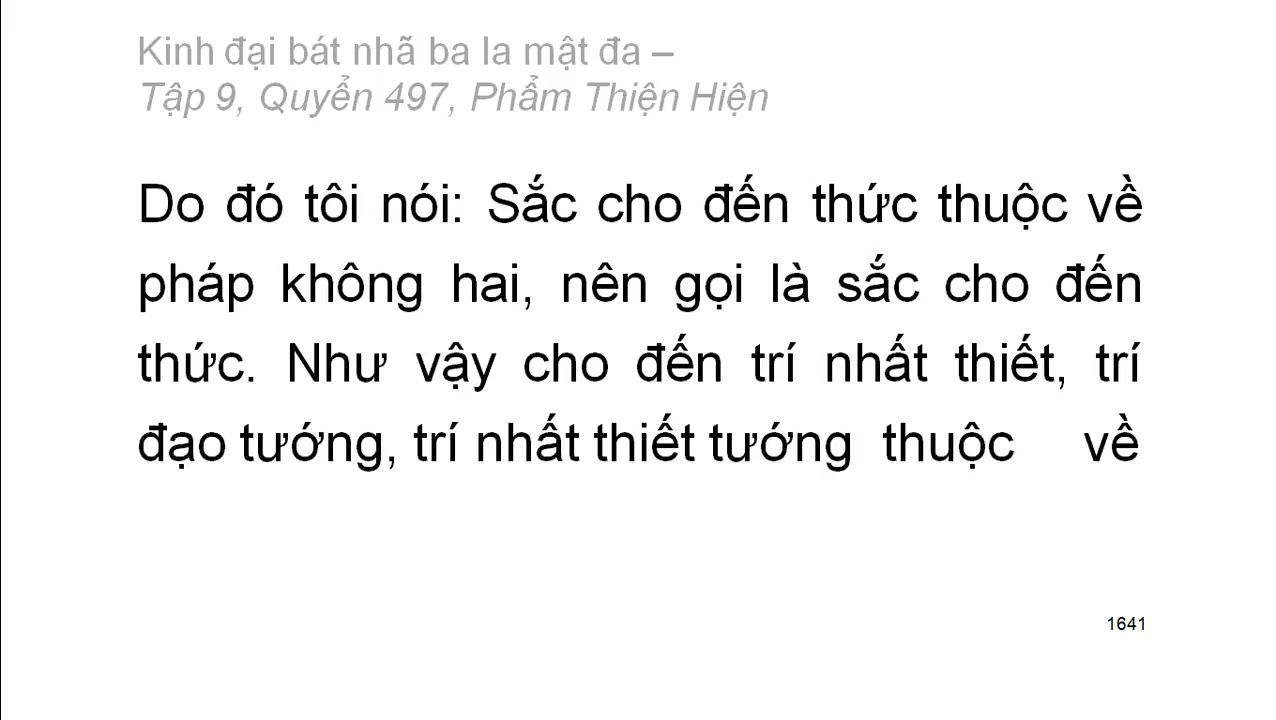 Kinh đại bát nhã ba la mật đa –
Tập 9, Quyển 497, Phẩm Thiện Hiện
Do đó tôi nói: Sắc cho đến thức thuộc về
pháp không hai, nên gọi là sắc cho đến
thức. Như vậy cho đến trí nhất thiết, trí
đạo tướng, trí nhất thiết tướng thuộc về
1641